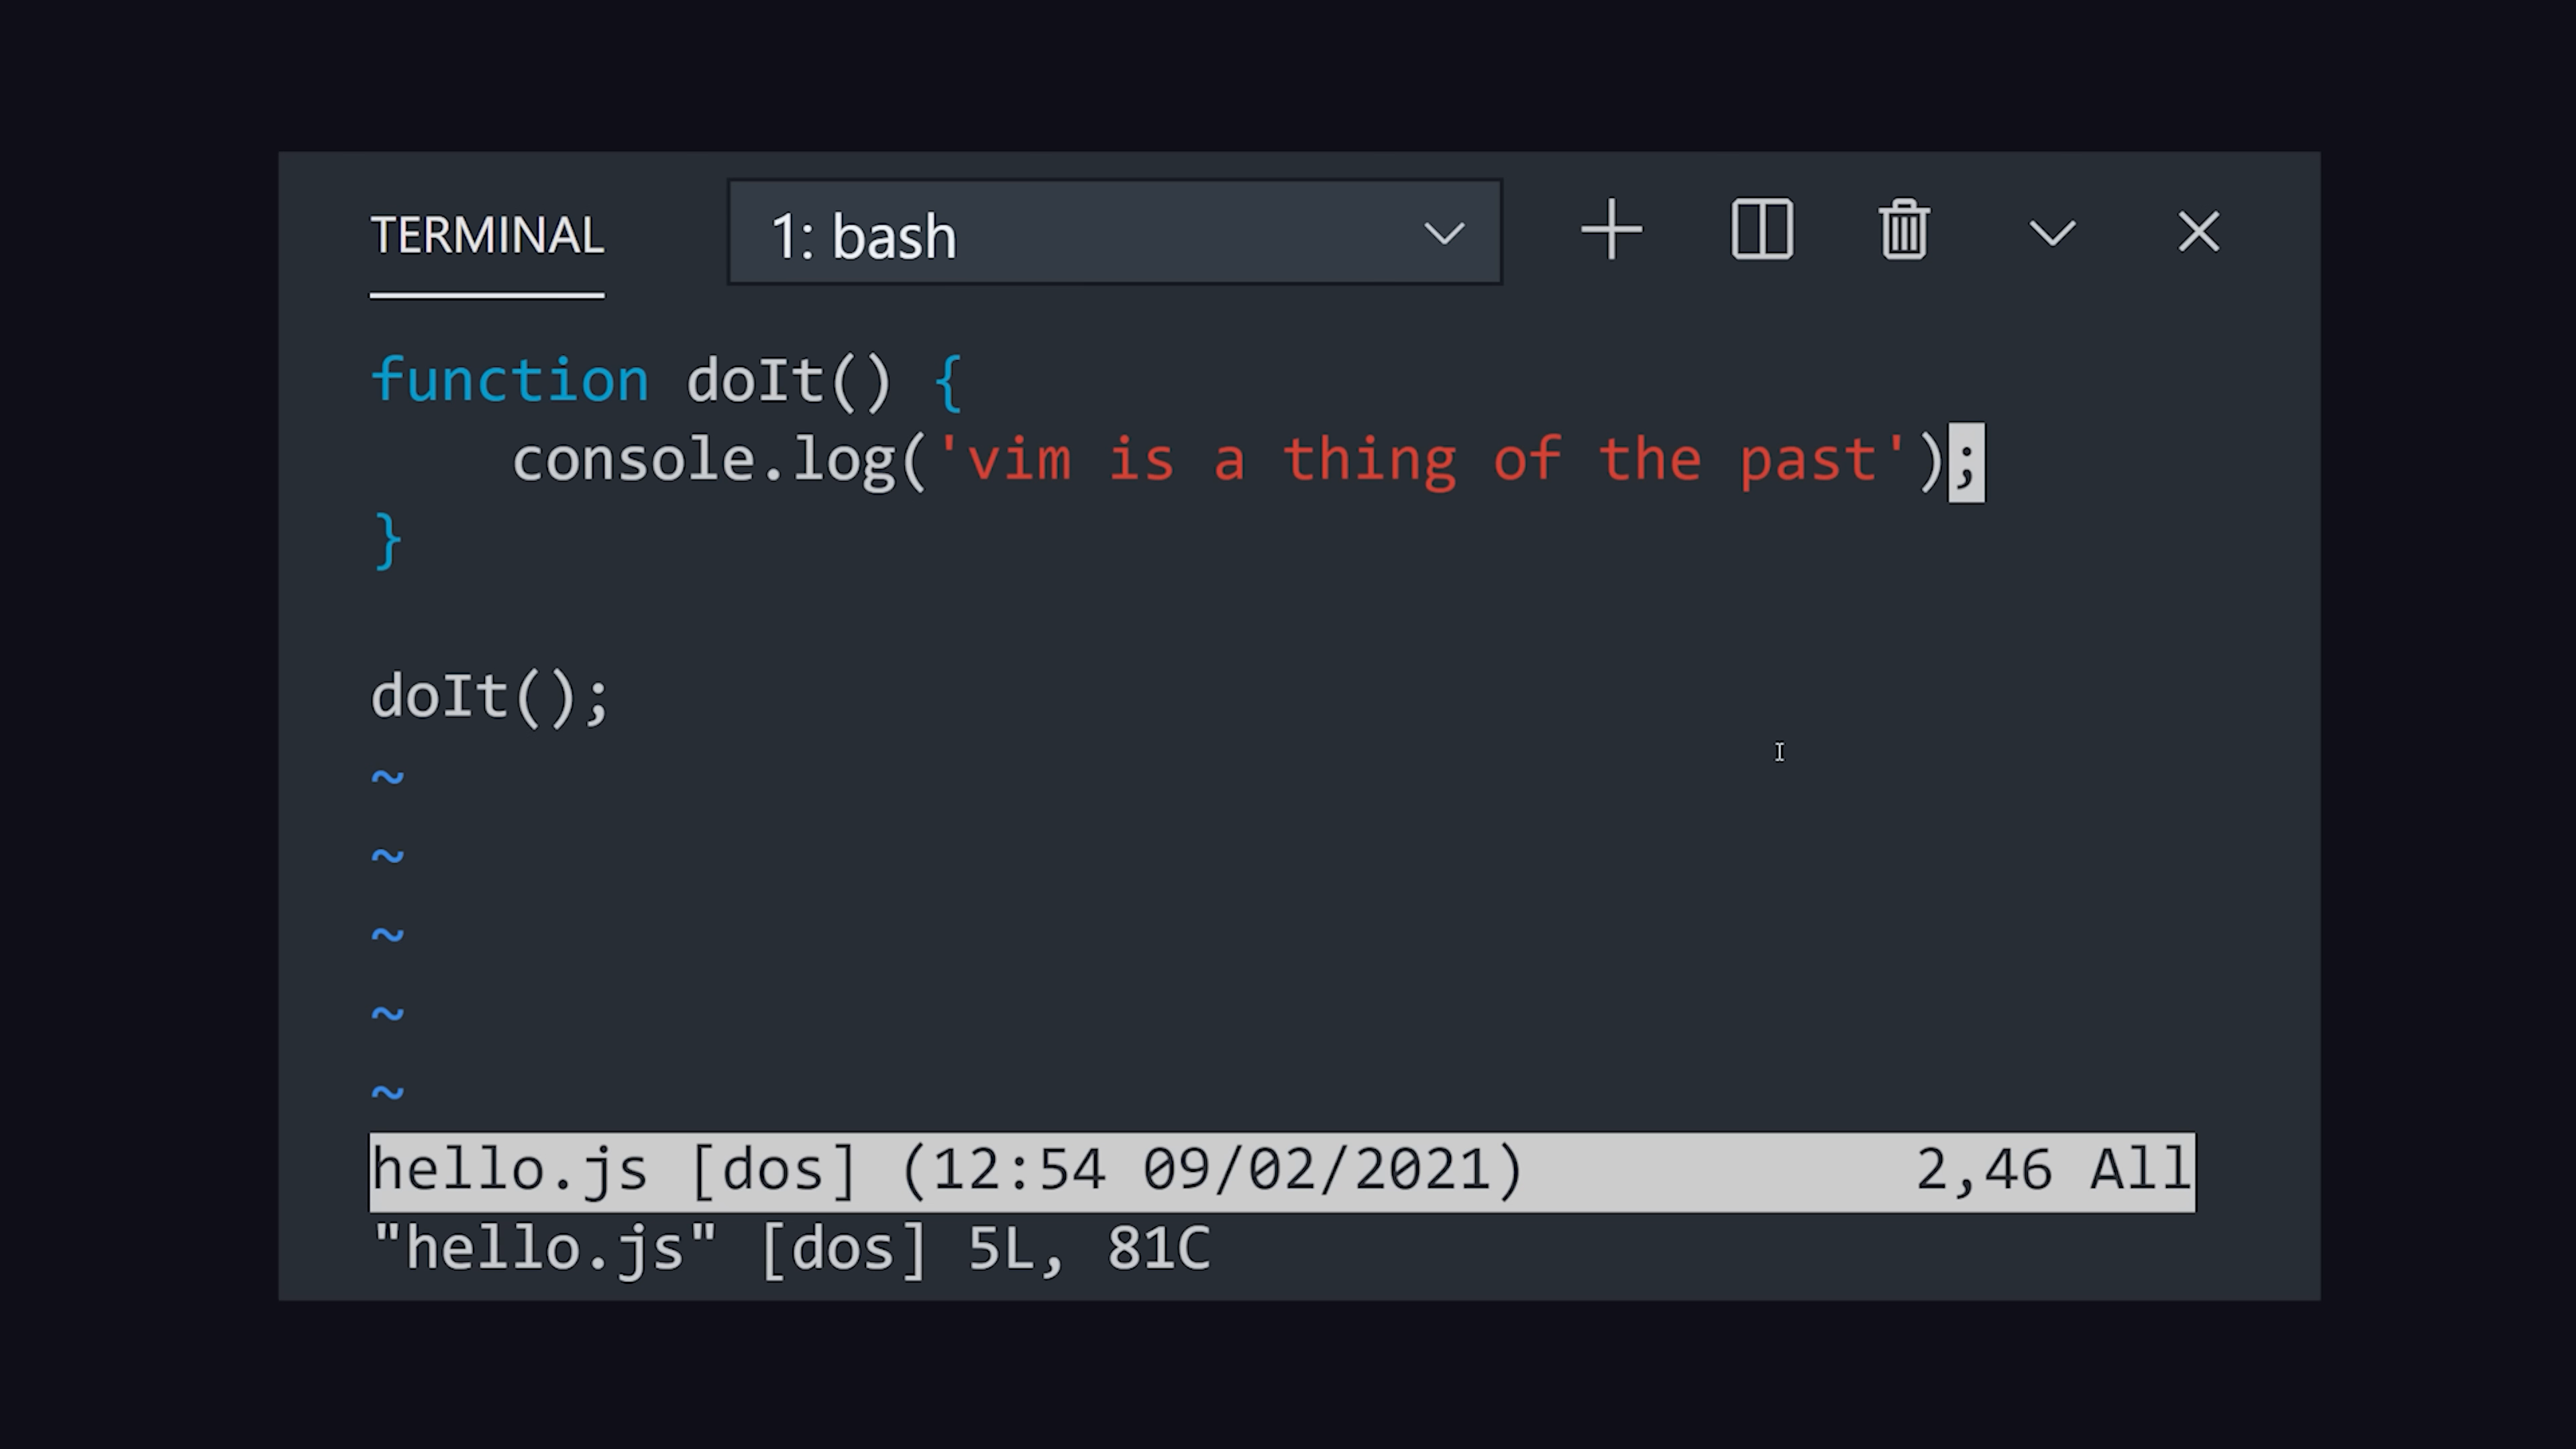 TERMINAL 1: bash
function doIt() {
    console.log('vim is a thing of the past');
}
doIt();
~
~
~
~
~
hello.js [dos] (12:54 09/02/2021) 2,46 All
"hello.js" [dos] 5L, 81C